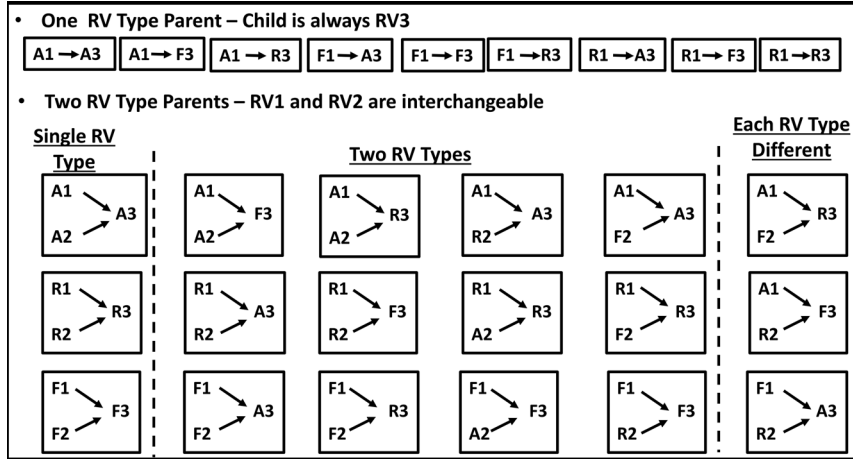 • One RV Type Parent – Child is always RV3
A1 → A3 A1 → F3 A1 → R3 F1 → A3 F1 → F3 F1 → R3 R1 → A3 R1 → F3 R1 → R3
• Two RV Type Parents – RV1 and RV2 are interchangeable
Single RV
Type
Two RV Types
Each RV Type
Different
A1 A1 A1 A1 A1 A1
A3 F3 R3 A3 A3 R3
A2 A2 A2 R2 F2 F2
R1 R1 R1 R1 R1 A1
R3 A3 F3 R3 R3 F3
R2 R2 R2 A2 F2 R2
F1 F1 F1 F1 F1 F1
F3 A3 R3 F3 F3 A3
F2 F2 F2 A2 R2 R2